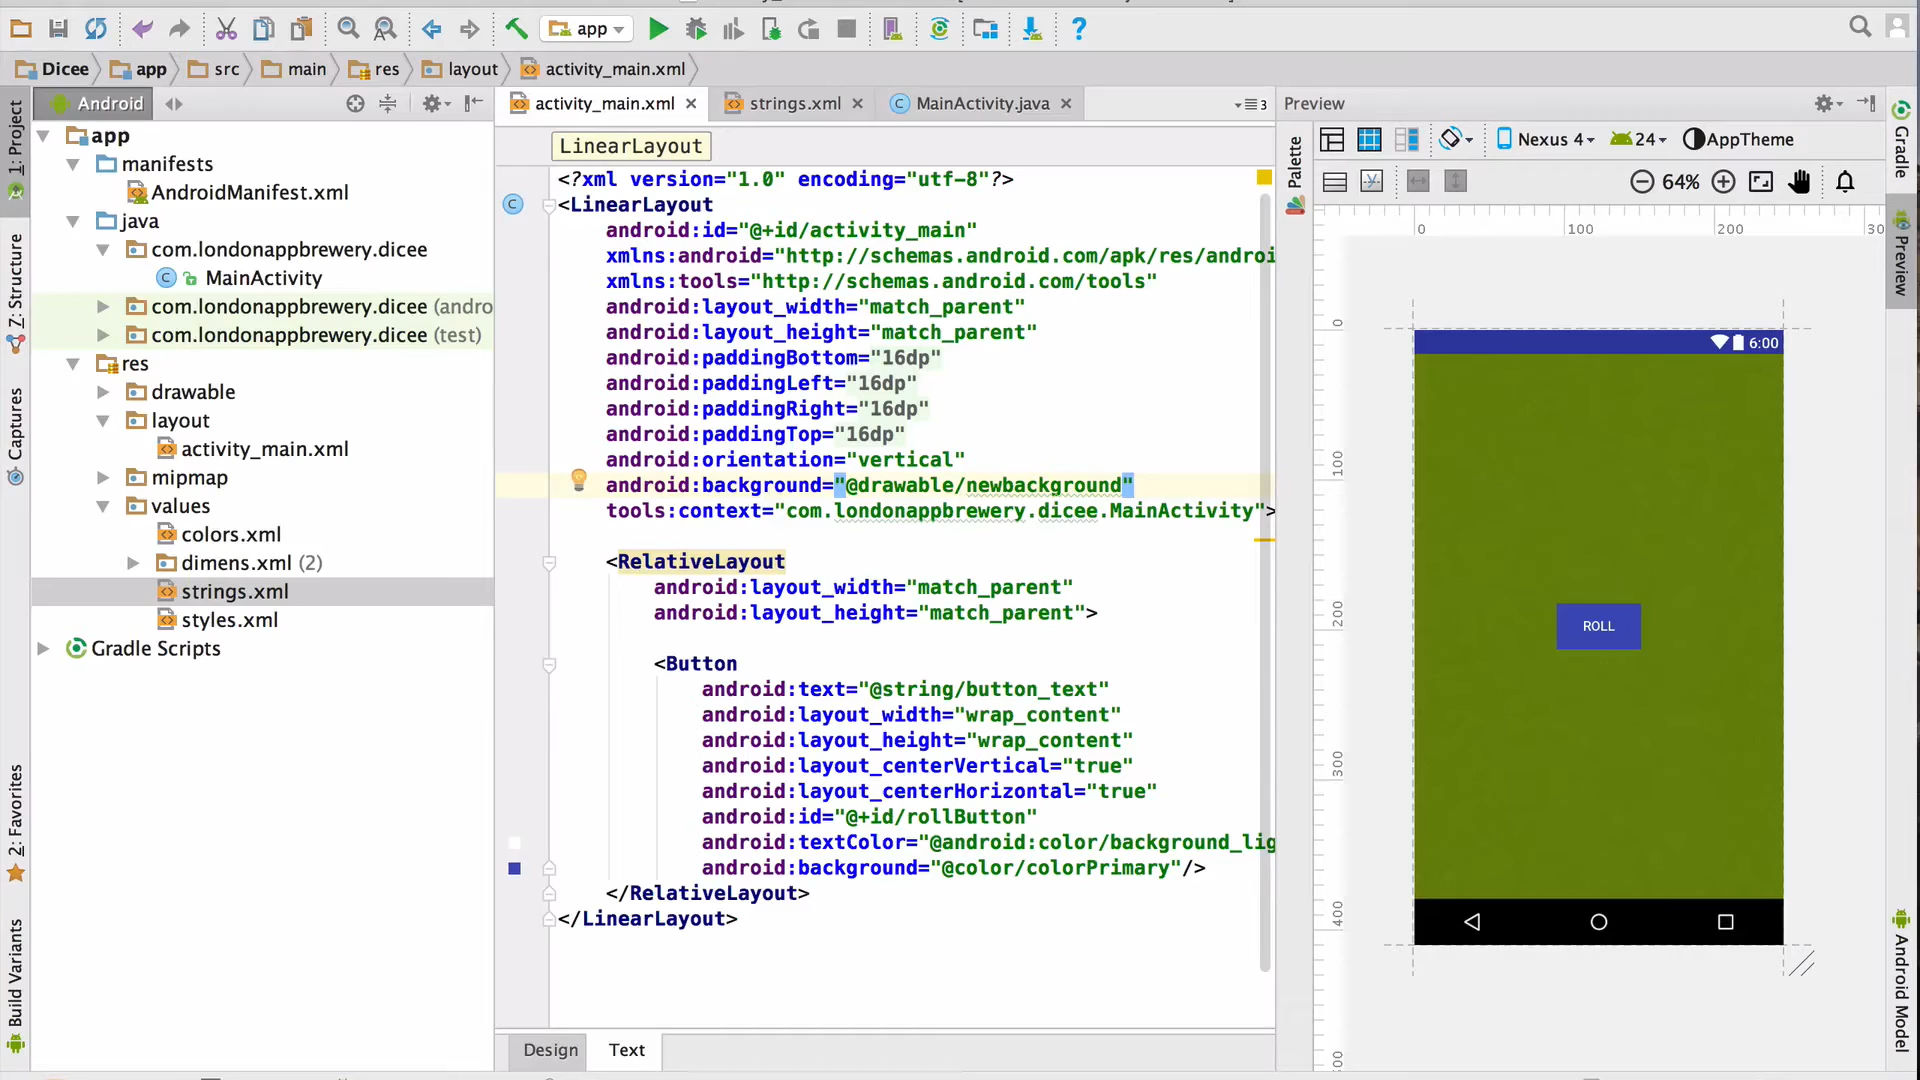 app
Dicee app src main res layout activity_main.xml
Android
activity_main.xml strings.xml MainActivity.java 3
Preview
1: Project
Z: Structure
Captures
2: Favorites
Build Variants
app
manifests
AndroidManifest.xml
java
com.londonappbrewery.dicee
MainActivity
com.londonappbrewery.dicee (andro
com.londonappbrewery.dicee (test)
res
drawable
layout
activity_main.xml
mipmap
values
colors.xml
dimens.xml (2)
strings.xml
styles.xml
Gradle Scripts
LinearLayout
<?xml version="1.0" encoding="utf-8"?>
<LinearLayout
android:id="@+id/activity_main"
xmlns:android="http://schemas.android.com/apk/res/androi
xmlns:tools="http://schemas.android.com/tools"
android:layout_width="match_parent"
android:layout_height="match_parent"
android:paddingBottom="16dp"
android:paddingLeft="16dp"
android:paddingRight="16dp"
android:paddingTop="16dp"
android:orientation="vertical"
android:background="@drawable/newbackground"
tools:context="com.londonappbrewery.dicee.MainActivity">
<RelativeLayout
android:layout_width="match_parent"
android:layout_height="match_parent">
<Button
android:text="@string/button_text"
android:layout_width="wrap_content"
android:layout_height="wrap_content"
android:layout_centerVertical="true"
android:layout_centerHorizontal="true"
android:id="@+id/rollButton"
android:textColor="@android:color/background_lig
android:background="@color/colorPrimary"/>
</RelativeLayout>
</LinearLayout>
Design Text
Palette
Nexus 4 24 AppTheme
64%
0 100 200 30
0
100
200
300
400
6:00
ROLL
Gradle
Preview
Android Model